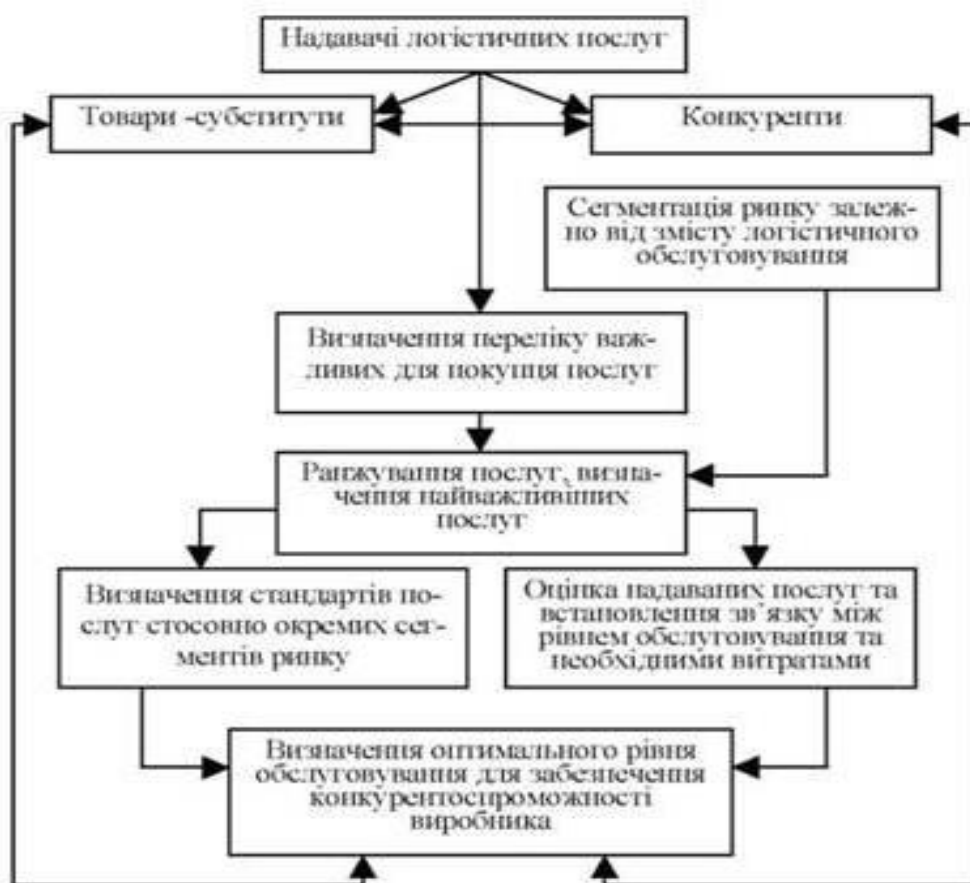 Надавачі логістичних послуг
Товари -субститути
Конкуренти
Сегментація ринку залеж-
но від змісту логістичного
обслуговування
Визначення переліку важ-
ливих для покупця послуг
Ранжування послуг, визна-
чення найважливіших
послуг
Визначення стандартів по-
слуг стосовно окремих сег-
ментів ринку
Оцінка надаваних послуг та
встановлення зв’язку між
рівнем обслуговування та
необхідними витратами
Визначення оптимального рівня
обслуговування для забезпечення
конкурентоспроможності
виробника